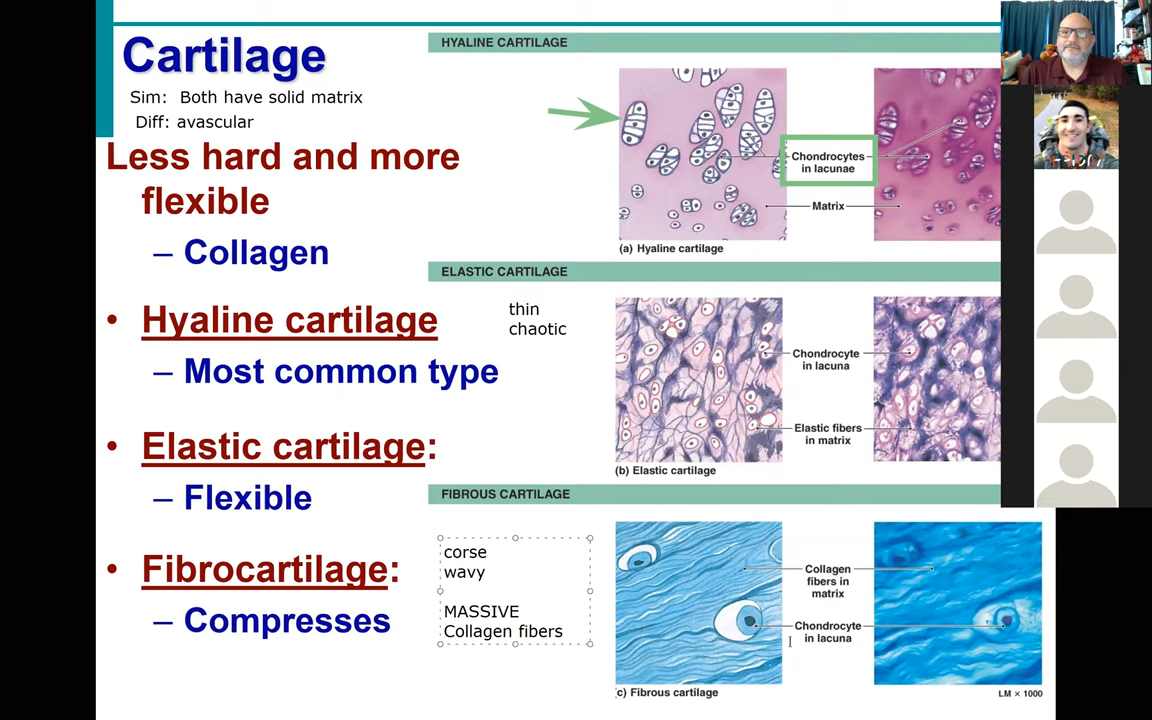 Cartilage
Sim: Both have solid matrix
Diff: avascular
Less hard and more
flexible
– Collagen
• Hyaline cartilage
– Most common type
• Elastic cartilage:
– Flexible
• Fibrocartilage:
– Compresses
thin
chaotic
corse
wavy
MASSIVE
Collagen fibers
HYALINE CARTILAGE
Chondrocytes
in lacunae
Matrix
(a) Hyaline cartilage
ELASTIC CARTILAGE
Chondrocyte
in lacuna
Elastic fibers
in matrix
(b) Elastic cartilage
FIBROUS CARTILAGE
Collagen
fibers in
matrix
Chondrocyte
in lacuna
(c) Fibrous cartilage
LM × 1000